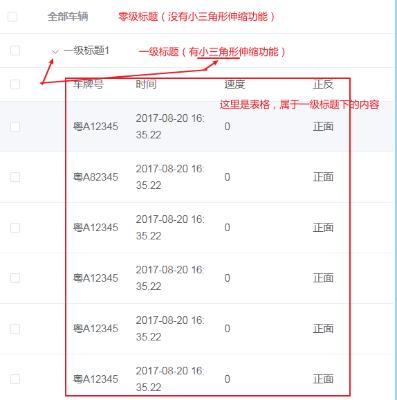 全部车辆 零级标题（没有小三角形伸缩功能）
一级标题1 一级标题（有小三角形伸缩功能）
车牌号 时间 速度 正反
这里是表格，属于一级标题下的内容
粤A12345 2017-08-20 16:35.22 0 正面
粤A82345 2017-08-20 16:35.22 0 正面
粤A12345 2017-08-20 16:35.22 0 正面
粤A12345 2017-08-20 16:35.22 0 正面
粤A12345 2017-08-20 16:35.22 0 正面
粤A12345 2017-08-20 16:35.22 0 正面